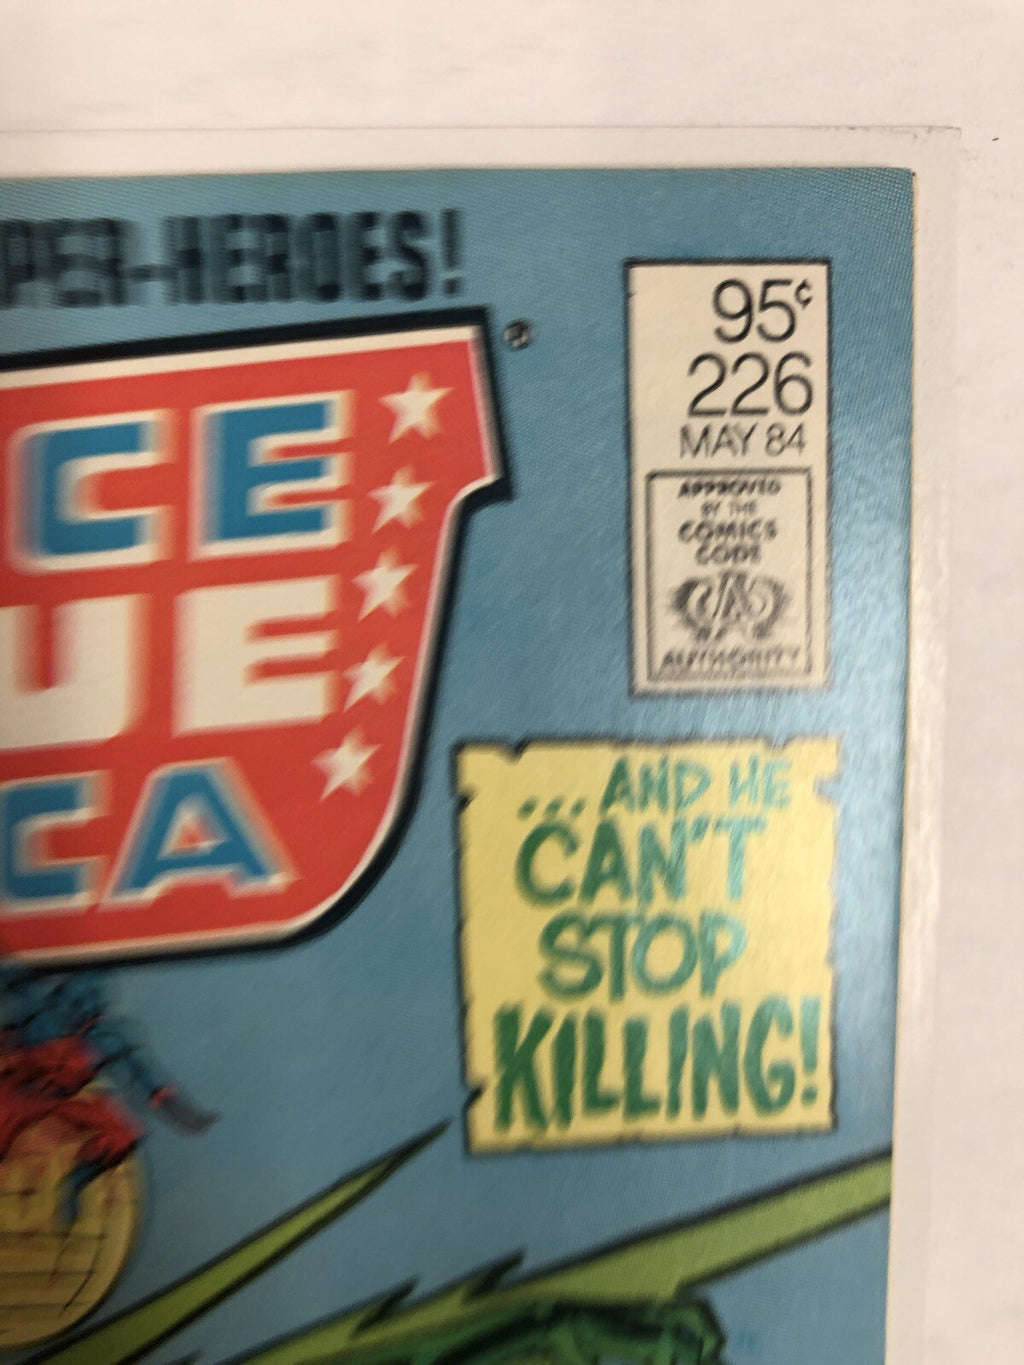 PER-HEROES!
CE
UE
CA
95¢
226
MAY 84
APPROVED
BY THE
COMICS
CODE
CA
AUTHORITY
...AND HE
CAN'T
STOP
KILLING!